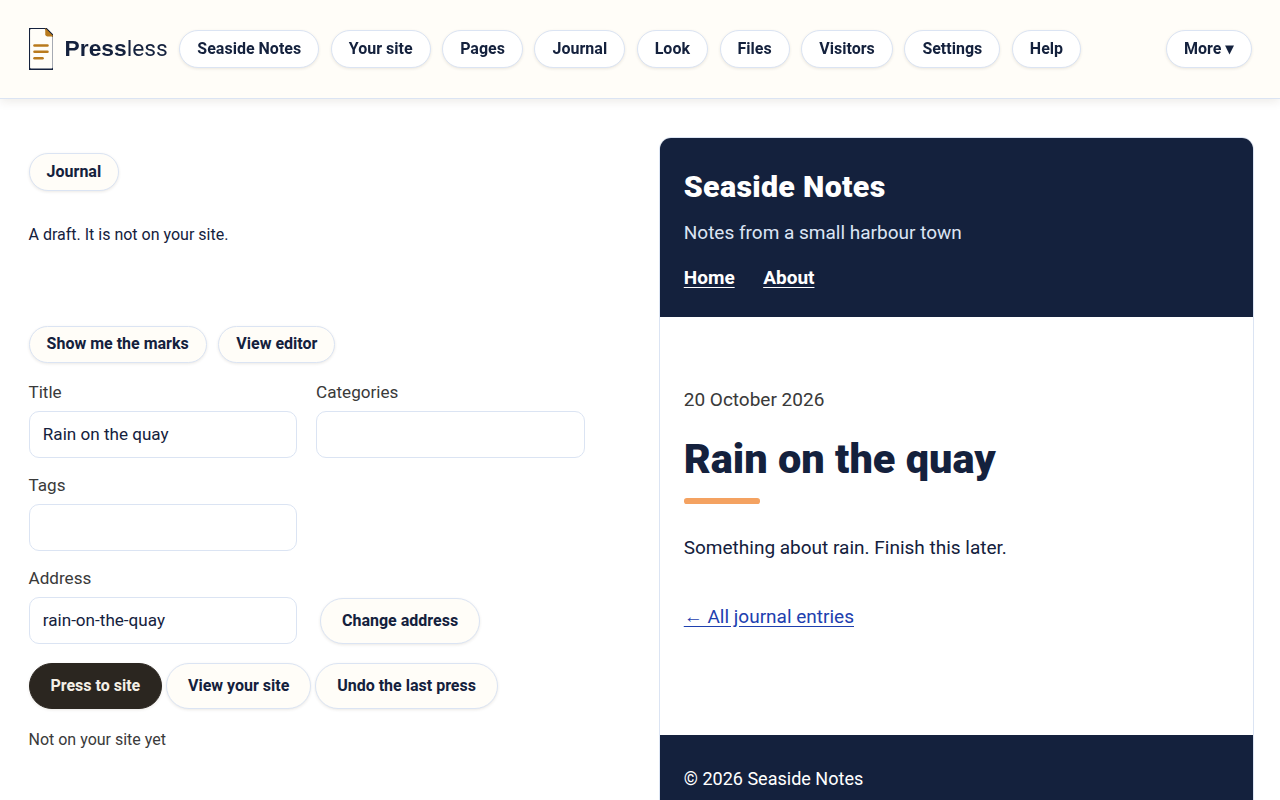 Pressless
Seaside Notes
Your site
Pages
Journal
Look
Files
Visitors
Settings
Help
More ▾
Journal
A draft. It is not on your site.
Show me the marks
View editor
Title
Categories
Rain on the quay
Tags
Address
rain-on-the-quay
Change address
Press to site
View your site
Undo the last press
Not on your site yet
Seaside Notes
Notes from a small harbour town
Home
About
20 October 2026
Rain on the quay
Something about rain. Finish this later.
← All journal entries
© 2026 Seaside Notes